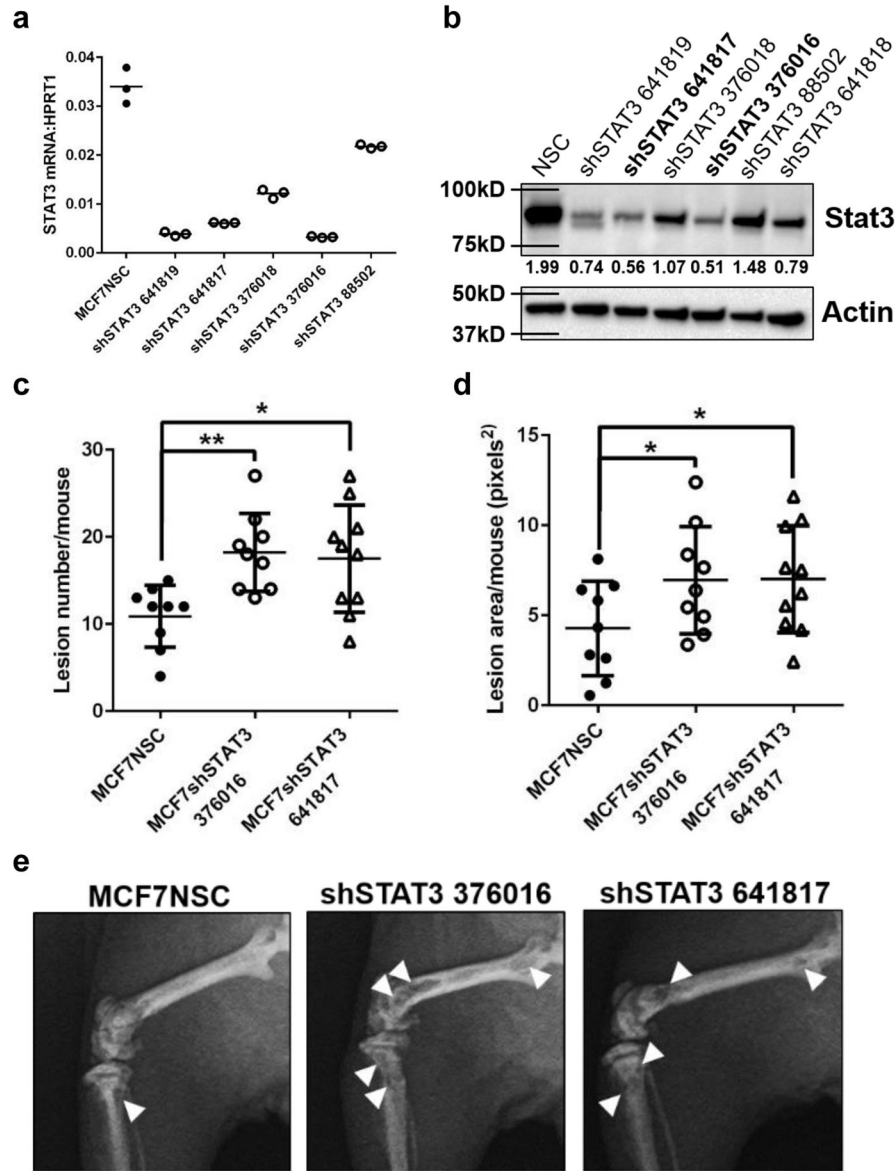 a
STAT3 mRNA:HPRT1
0.04
0.03
0.02
0.01
0.00
MCF7NSC
shSTAT3 641819
shSTAT3 641817
shSTAT3 376018
shSTAT3 376016
shSTAT3 88502
b
NSC
shSTAT3 641819
shSTAT3 641817
shSTAT3 376018
shSTAT3 376016
shSTAT3 88502
shSTAT3 641818
100kD
75kD
Stat3
1.99 0.74 0.56 1.07 0.51 1.48 0.79
50kD
37kD
Actin
c
Lesion number/mouse
30
20
10
0
*
**
MCF7NSC
MCF7shSTAT3
376016
MCF7shSTAT3
641817
d
Lesion area/mouse (pixels²)
15
10
5
0
*
*
MCF7NSC
MCF7shSTAT3
376016
MCF7shSTAT3
641817
e
MCF7NSC
shSTAT3 376016
shSTAT3 641817